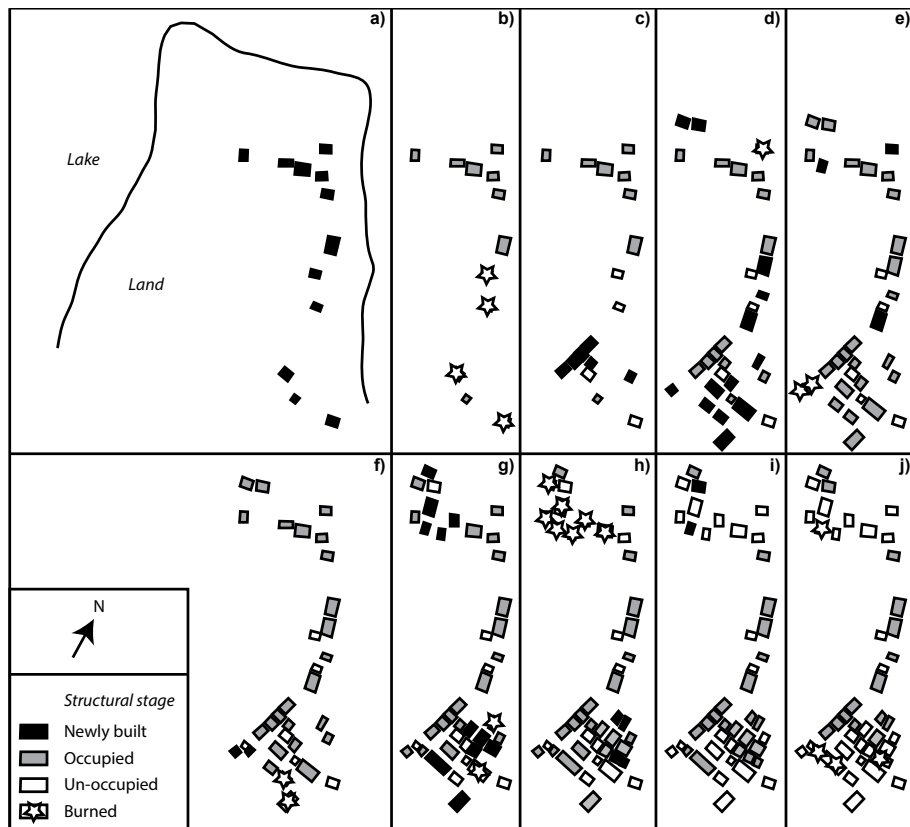 a)
b)
c)
d)
e)
Lake
Land
f)
g)
h)
i)
j)
N
Structural stage
Newly built
Occupied
Un-occupied
Burned